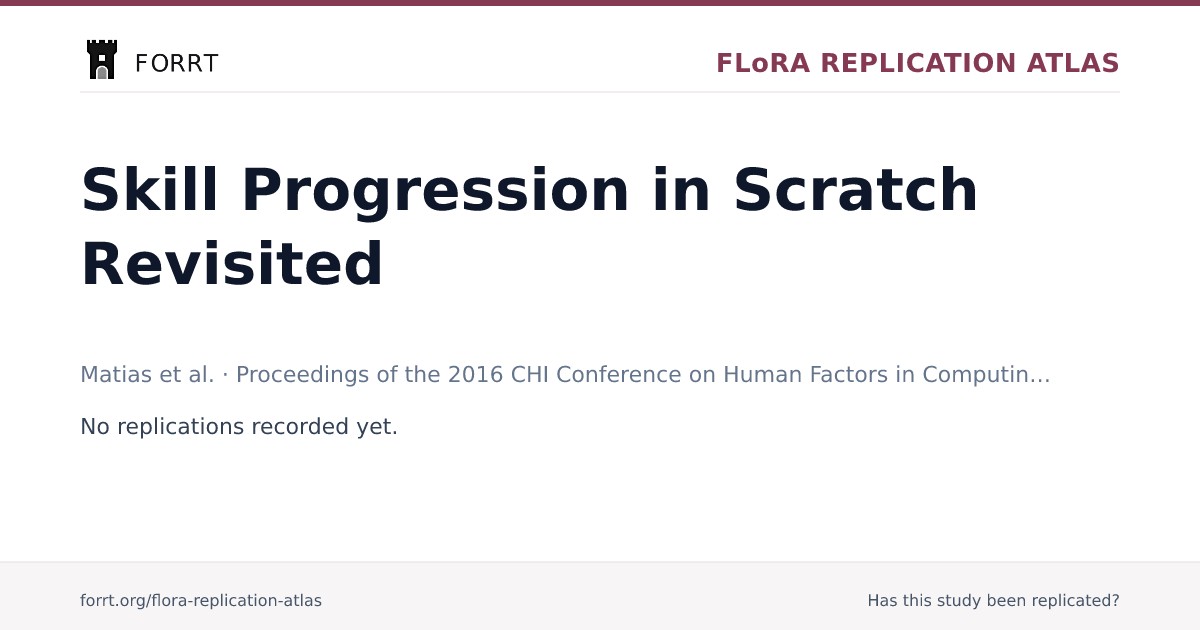 FORRT
FLoRA REPLICATION ATLAS
Skill Progression in Scratch
Revisited
Matias et al. · Proceedings of the 2016 CHI Conference on Human Factors in Computin…
No replications recorded yet.
forrt.org/flora-replication-atlas
Has this study been replicated?